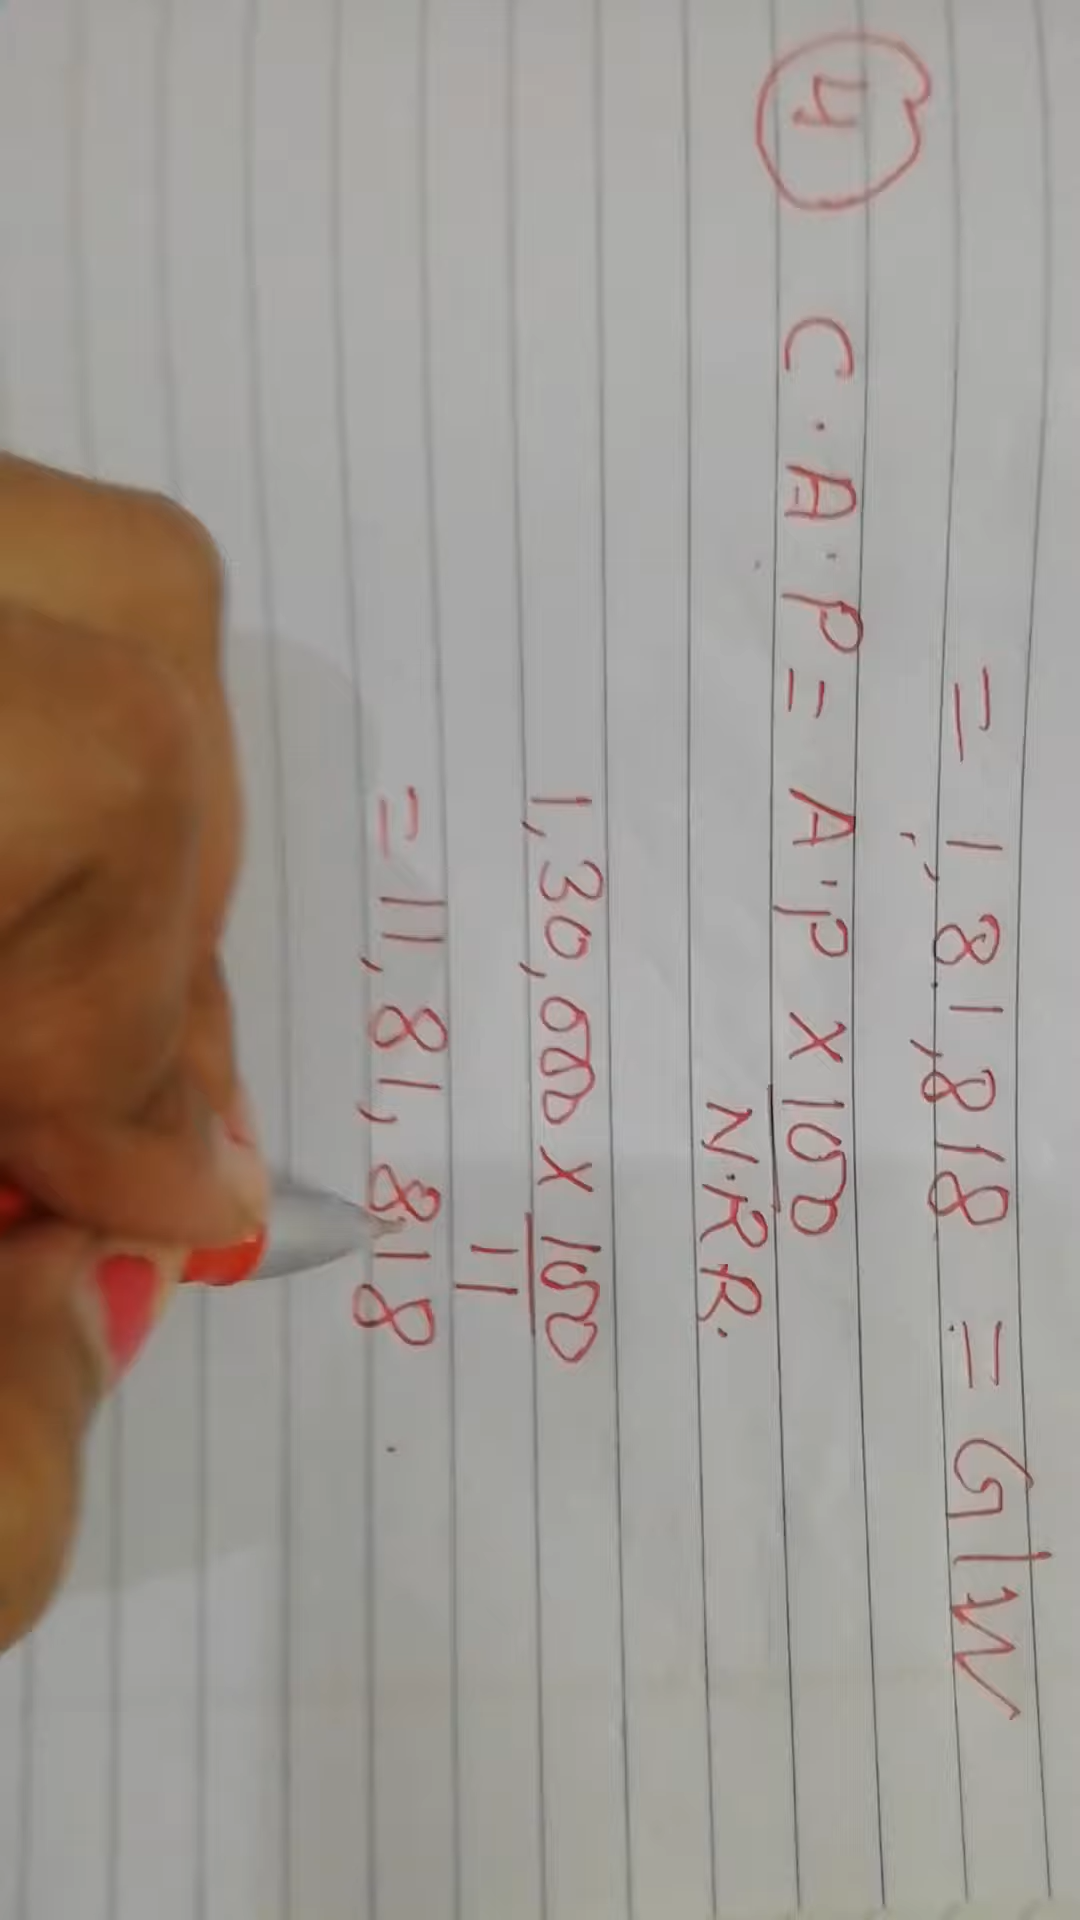 = 1,81,818 = G/W
4 C.A.P = A.P × 100
N.R.R.
1,30,000 × 100
11
= 11,81,818